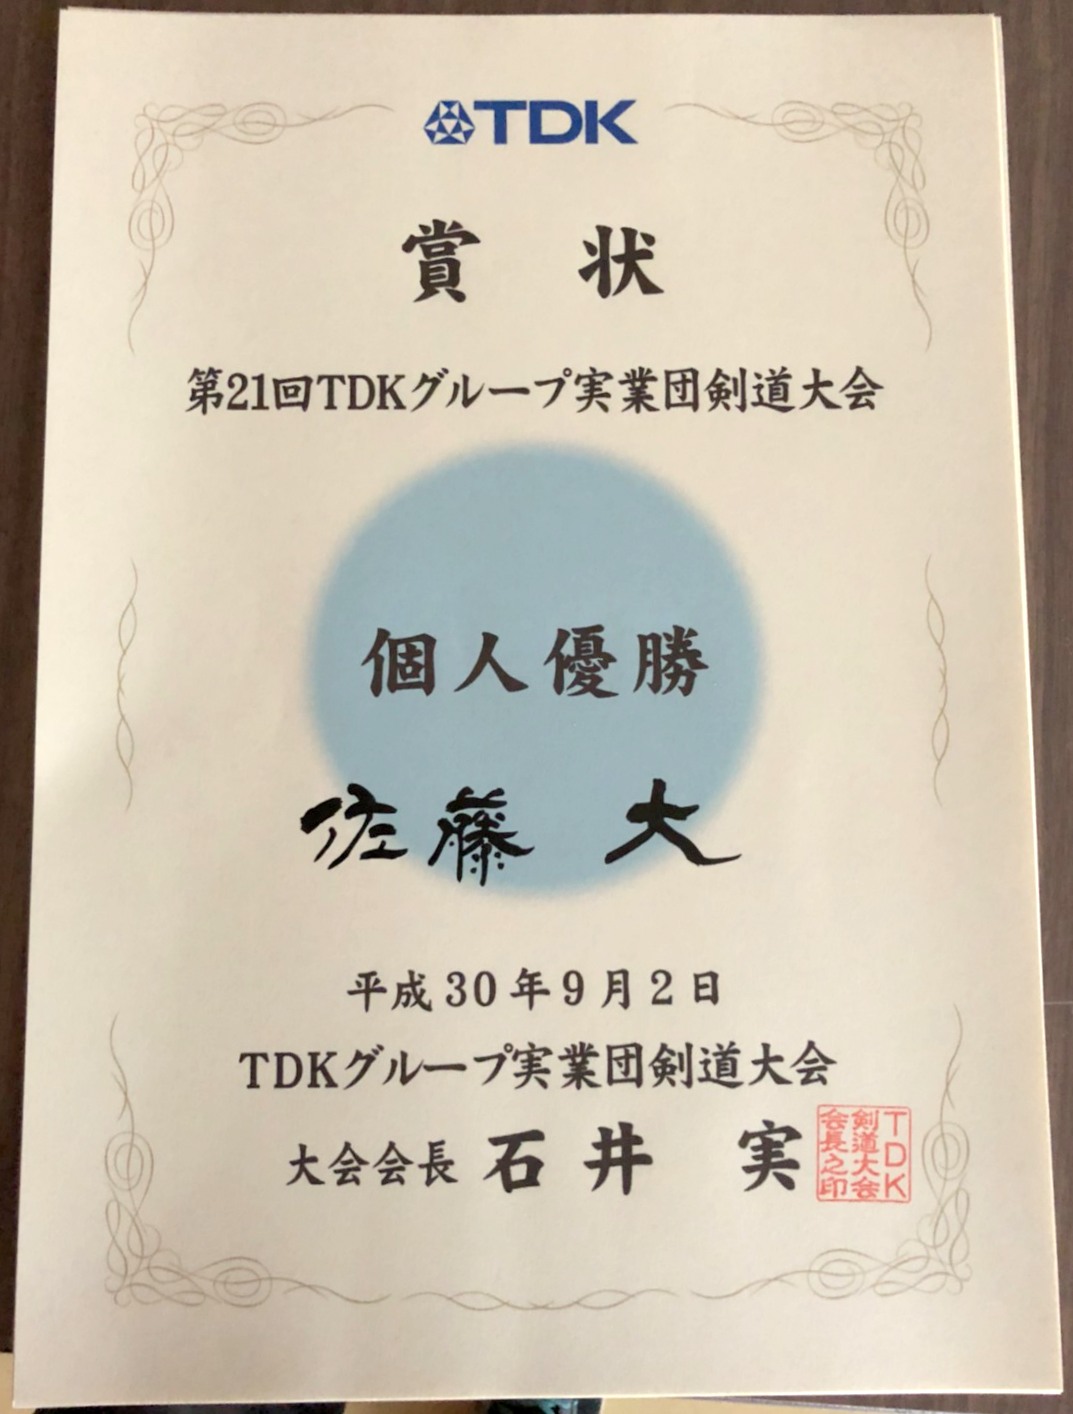 TDK
賞 状
第21回TDKグループ実業団剣道大会
個人優勝
佐藤 大
平成30年9月2日
TDKグループ実業団剣道大会
大会会長 石井 実
TDK
剣道大会
会長之印